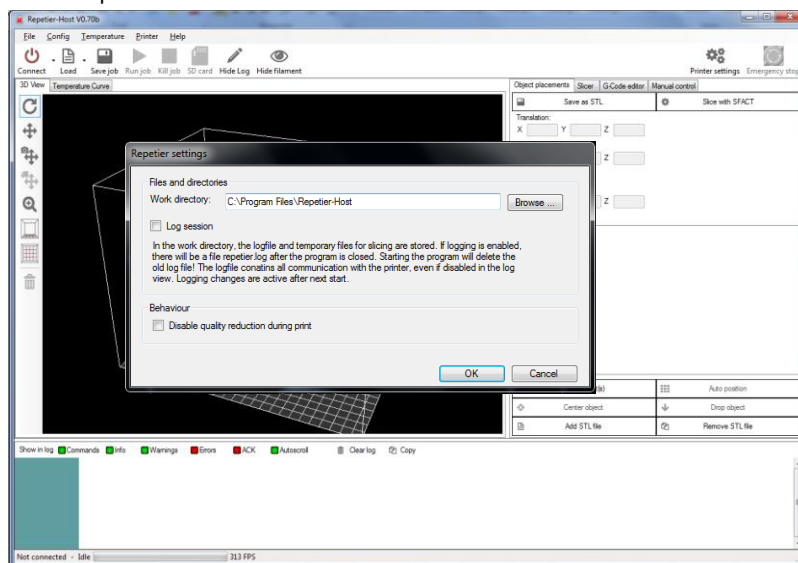 Repetier-Host V0.70b
File Config Temperature Printer Help
Connect Load Save job Run job Kill job SD card Hide Log Hide Filament Printer settings Emergency stop
3D View Temperature Curve
Object placements Slicer G-Code editor Manual control
Save as STL Slice with SFACT
Translation:
X Y Z
Z
Z
Repetier settings
Files and directories
Work directory: C:\Program Files\Repetier-Host Browse ...
Log session
In the work directory, the logfile and temporary files for slicing are stored. If logging is enabled,
there will be a file repetier.log after the program is closed. Starting the program will delete the
old log file! The logfile conatins all communication with the printer, even if disabled in the log
view. Logging changes are active after next start.
Behaviour
Disable quality reduction during print
OK Cancel
Auto position
Center object Drop object
Add STL file Remove STL file
Show in log Commands Info Warnings Errors ACK Autoscroll Clear log Copy
Not connected - Idle 313 FPS